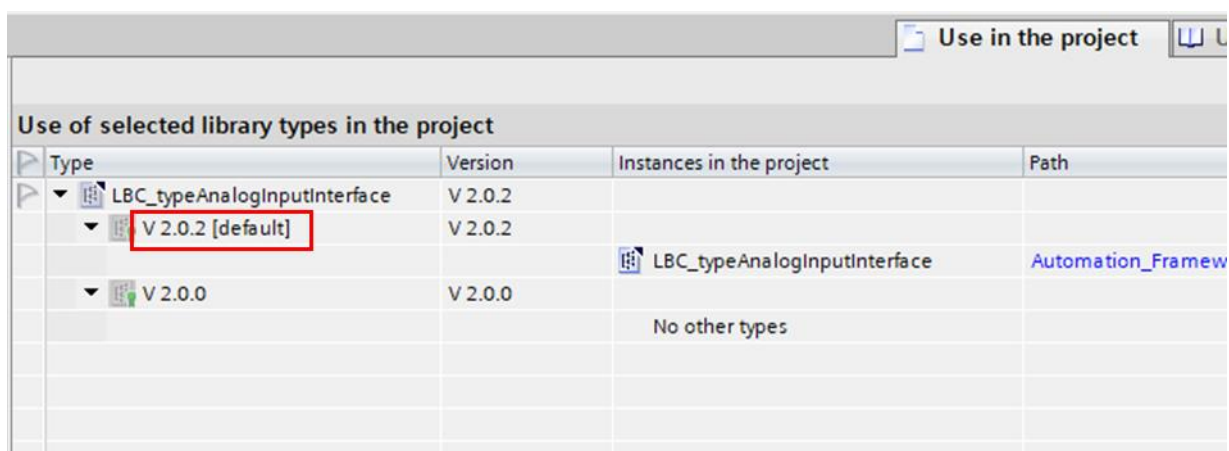 Use in the project U
Use of selected library types in the project
Type Version Instances in the project Path
LBC_typeAnalogInputInterface V 2.0.2
V 2.0.2 [default] V 2.0.2
LBC_typeAnalogInputInterface Automation_Framew
V 2.0.0 V 2.0.0
No other types